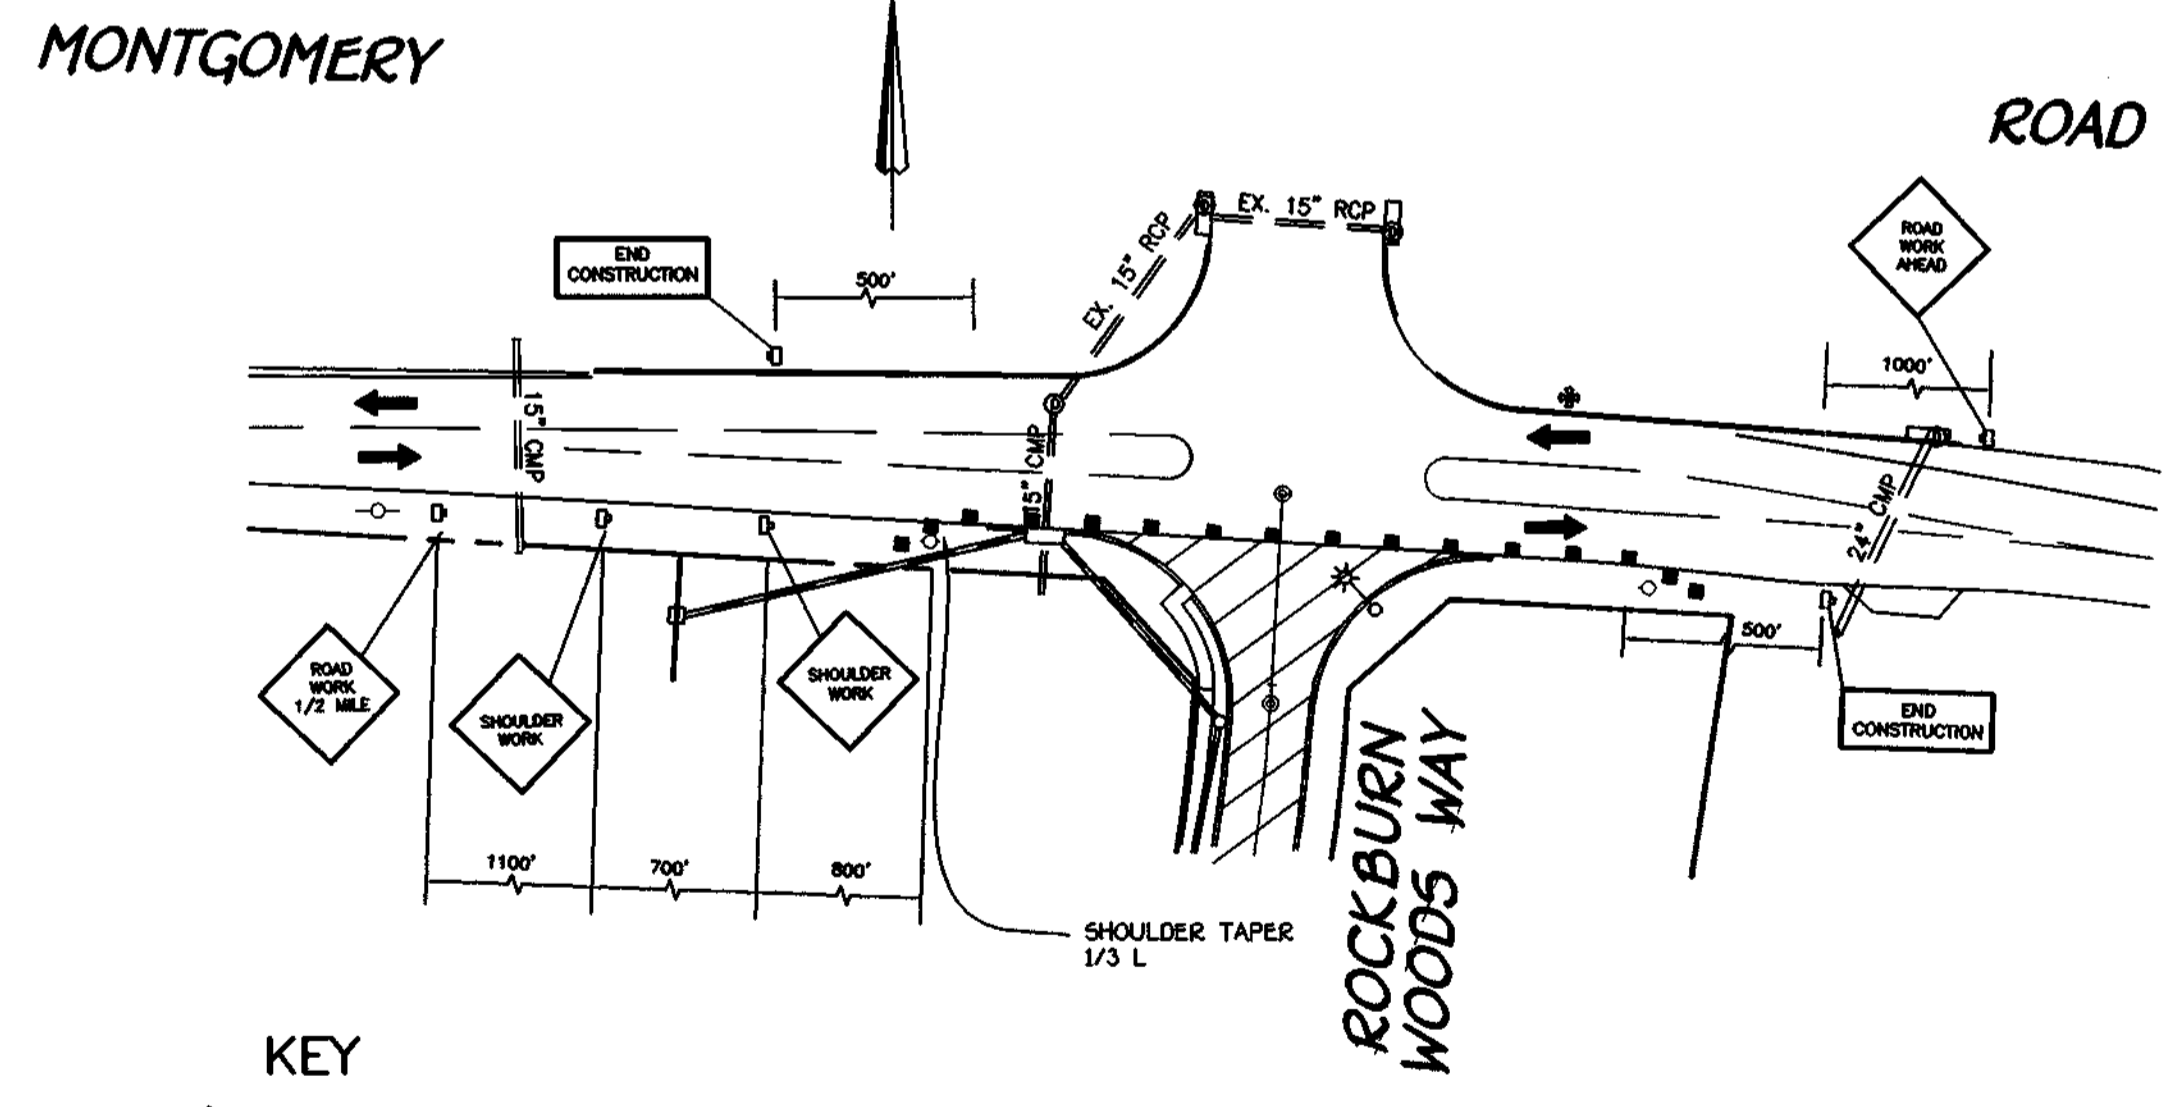 MONTGOMERY
ROAD
EX. 15" RCP
EX. 15" RCP
ROAD
WORK
AHEAD
END
CONSTRUCTION
500'
1000'
15" CMP
15" CMP
24" CMP
ROAD
WORK
1/2 MILE
SHOULDER
WORK
SHOULDER
WORK
500'
END
CONSTRUCTION
1100'
700'
800'
SHOULDER TAPER
1/3 L
ROCKBURN
WOODS WAY
KEY